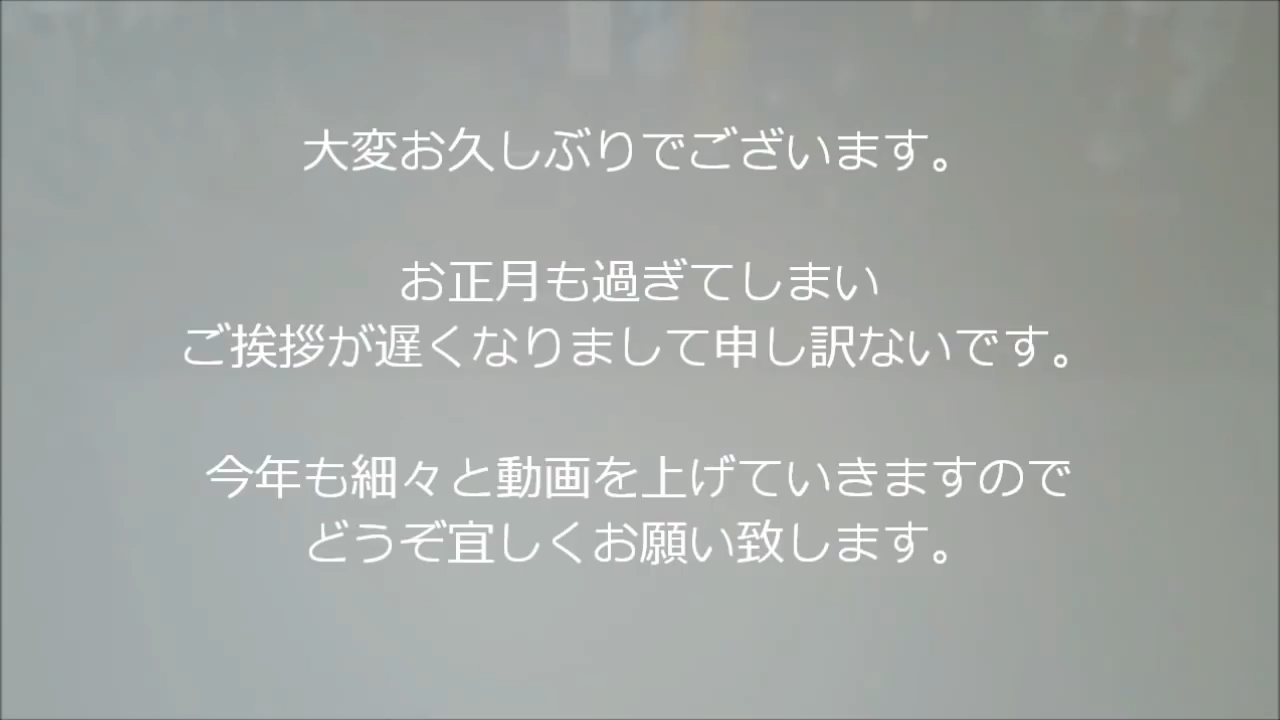 大変お久しぶりでございます。
お正月も過ぎてしまい
ご挨拶が遅くなりまして申し訳ないです。
今年も細々と動画を上げていきますので
どうぞ宜しくお願い致します。